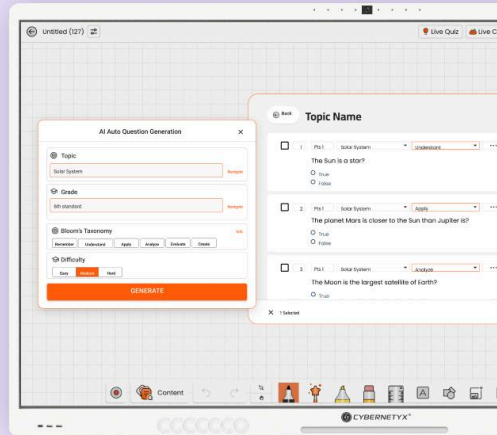 Untitled (127)
Live Quiz
Live C
AI Auto Question Generation
Topic
Solar System
Grade
6th standard
Bloom's Taxonomy
Remember Understand Apply Analyze Evaluate Create
Difficulty
Easy Medium Hard
GENERATE
Back
Topic Name
1 Pts 1 Solar System Understand
The Sun is a star?
True
False
2 Pts 1 Solar System Apply
The planet Mars is closer to the Sun than Jupiter is?
True
False
3 Pts 1 Solar System Analyze
The Moon is the largest satellite of Earth?
True
1 Selected
Content
A
CYBERNETYX